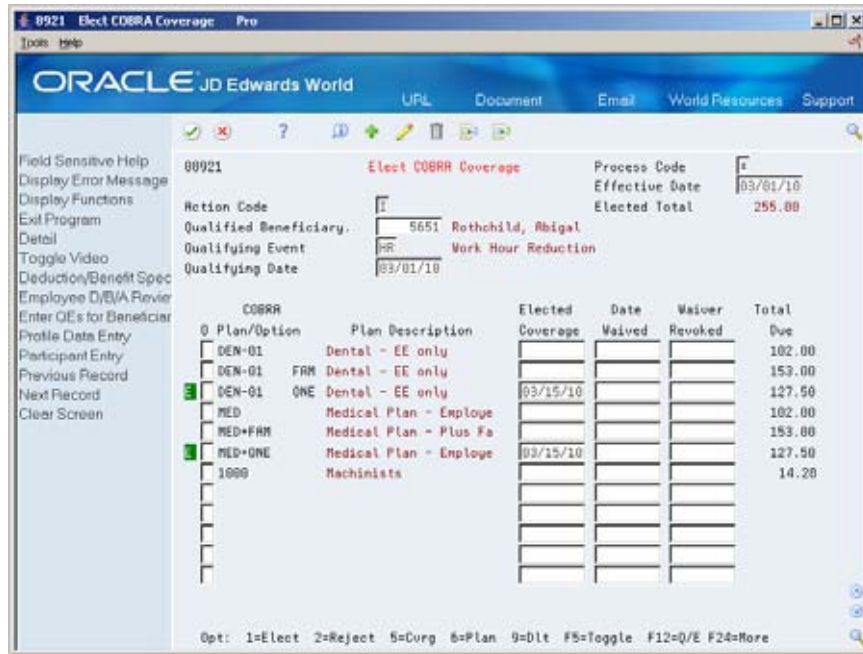 8921 Elect COBRA Coverage Pro
Tools Help
ORACLE JD Edwards World
URL Document Email World Resources Support
Field Sensitive Help
Display Error Message
Display Functions
Exit Program
Detail
Toggle Video
Deduction/Benefit Spec
Employee D/B/A Review
Enter QEs for Beneficiar
Profile Data Entry
Participant Entry
Previous Record
Next Record
Clear Screen
08921 Elect COBRA Coverage Process Code
Effective Date 03/01/10
Action Code I Elected Total 255.00
Qualified Beneficiary. 5651 Rothchild, Abigal
Qualifying Event HR Work Hour Reduction
Qualifying Date 03/01/10
COBRA Elected Date Waiver Total
O Plan/Option Plan Description Coverage Waived Revoked Due
DEN-01 Dental - EE only 102.00
DEN-01 FAM Dental - EE only 153.00
E DEN-01 ONE Dental - EE only 03/15/10 127.50
MED Medical Plan - Employe 102.00
MED+FAM Medical Plan - Plus Fa 153.00
E MED+ONE Medical Plan - Employe 03/15/10 127.50
1000 Machinists 14.20
Opt: 1=Elect 2=Reject 5=Cvrg 6=Plan 9=Dlt F5=Toggle F12=Q/E F24=More